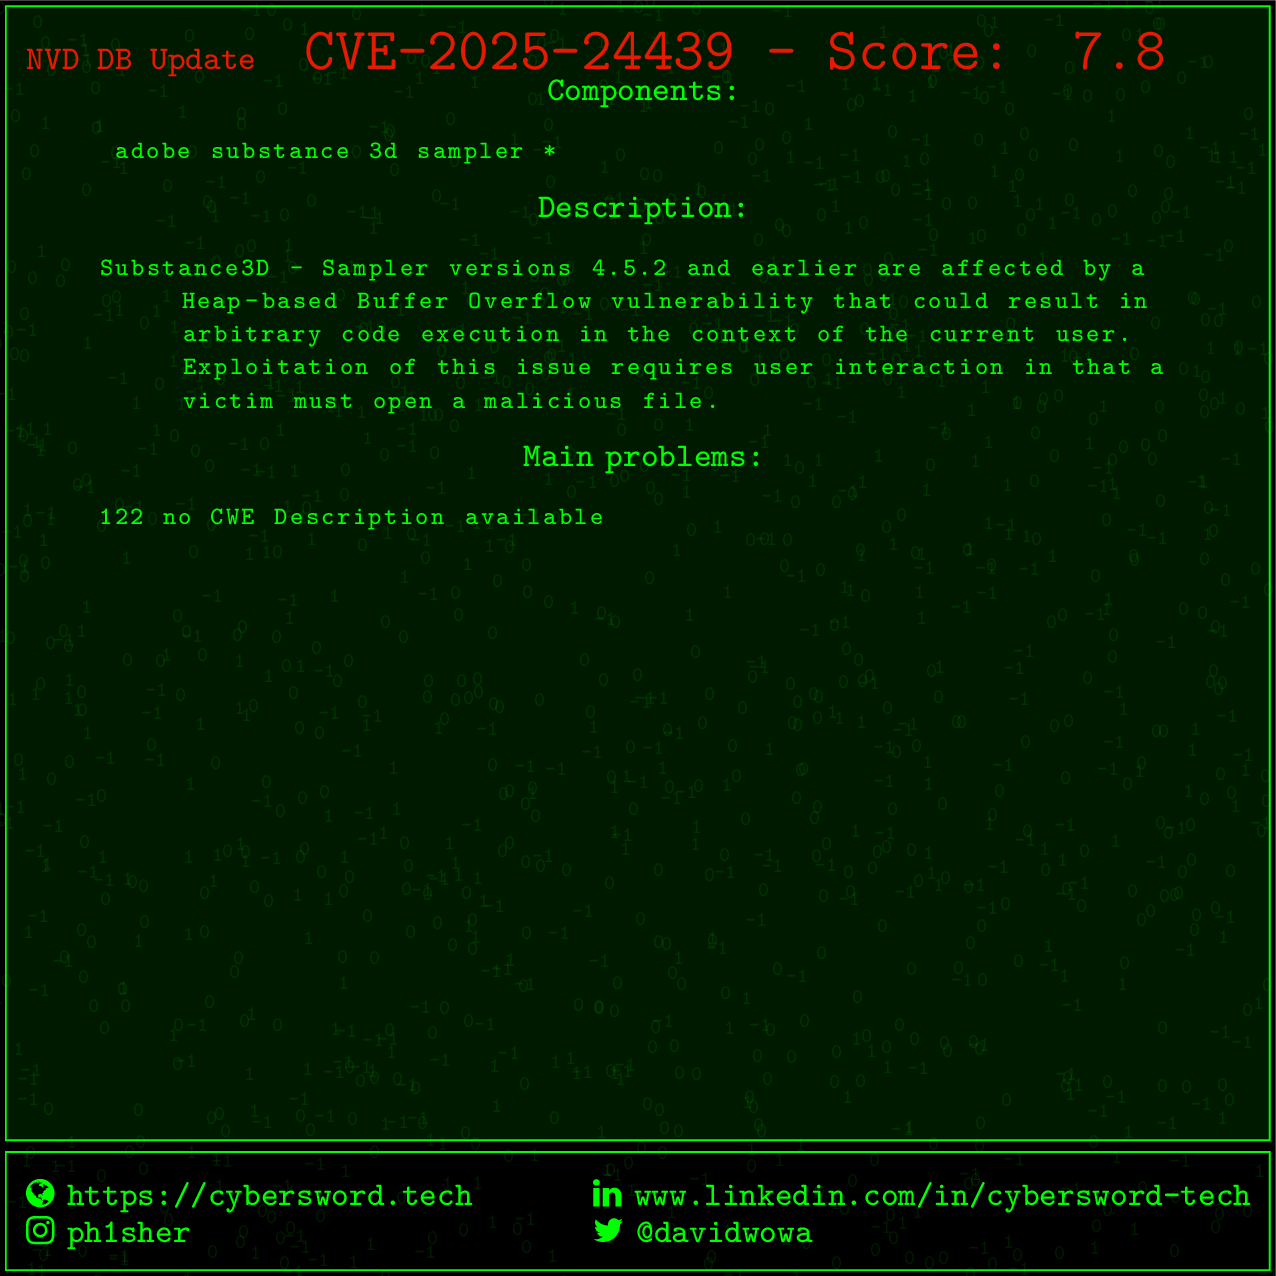 NVD DB Update CVE-2025-24439 - Score: 7.8
Components:
adobe substance 3d sampler *
Description:
Substance3D - Sampler versions 4.5.2 and earlier are affected by a
Heap-based Buffer Overflow vulnerability that could result in
arbitrary code execution in the context of the current user.
Exploitation of this issue requires user interaction in that a
victim must open a malicious file.
Main problems:
122 no CWE Description available
https://cybersword.tech
www.linkedin.com/in/cybersword-tech
ph1sher
@davidwowa